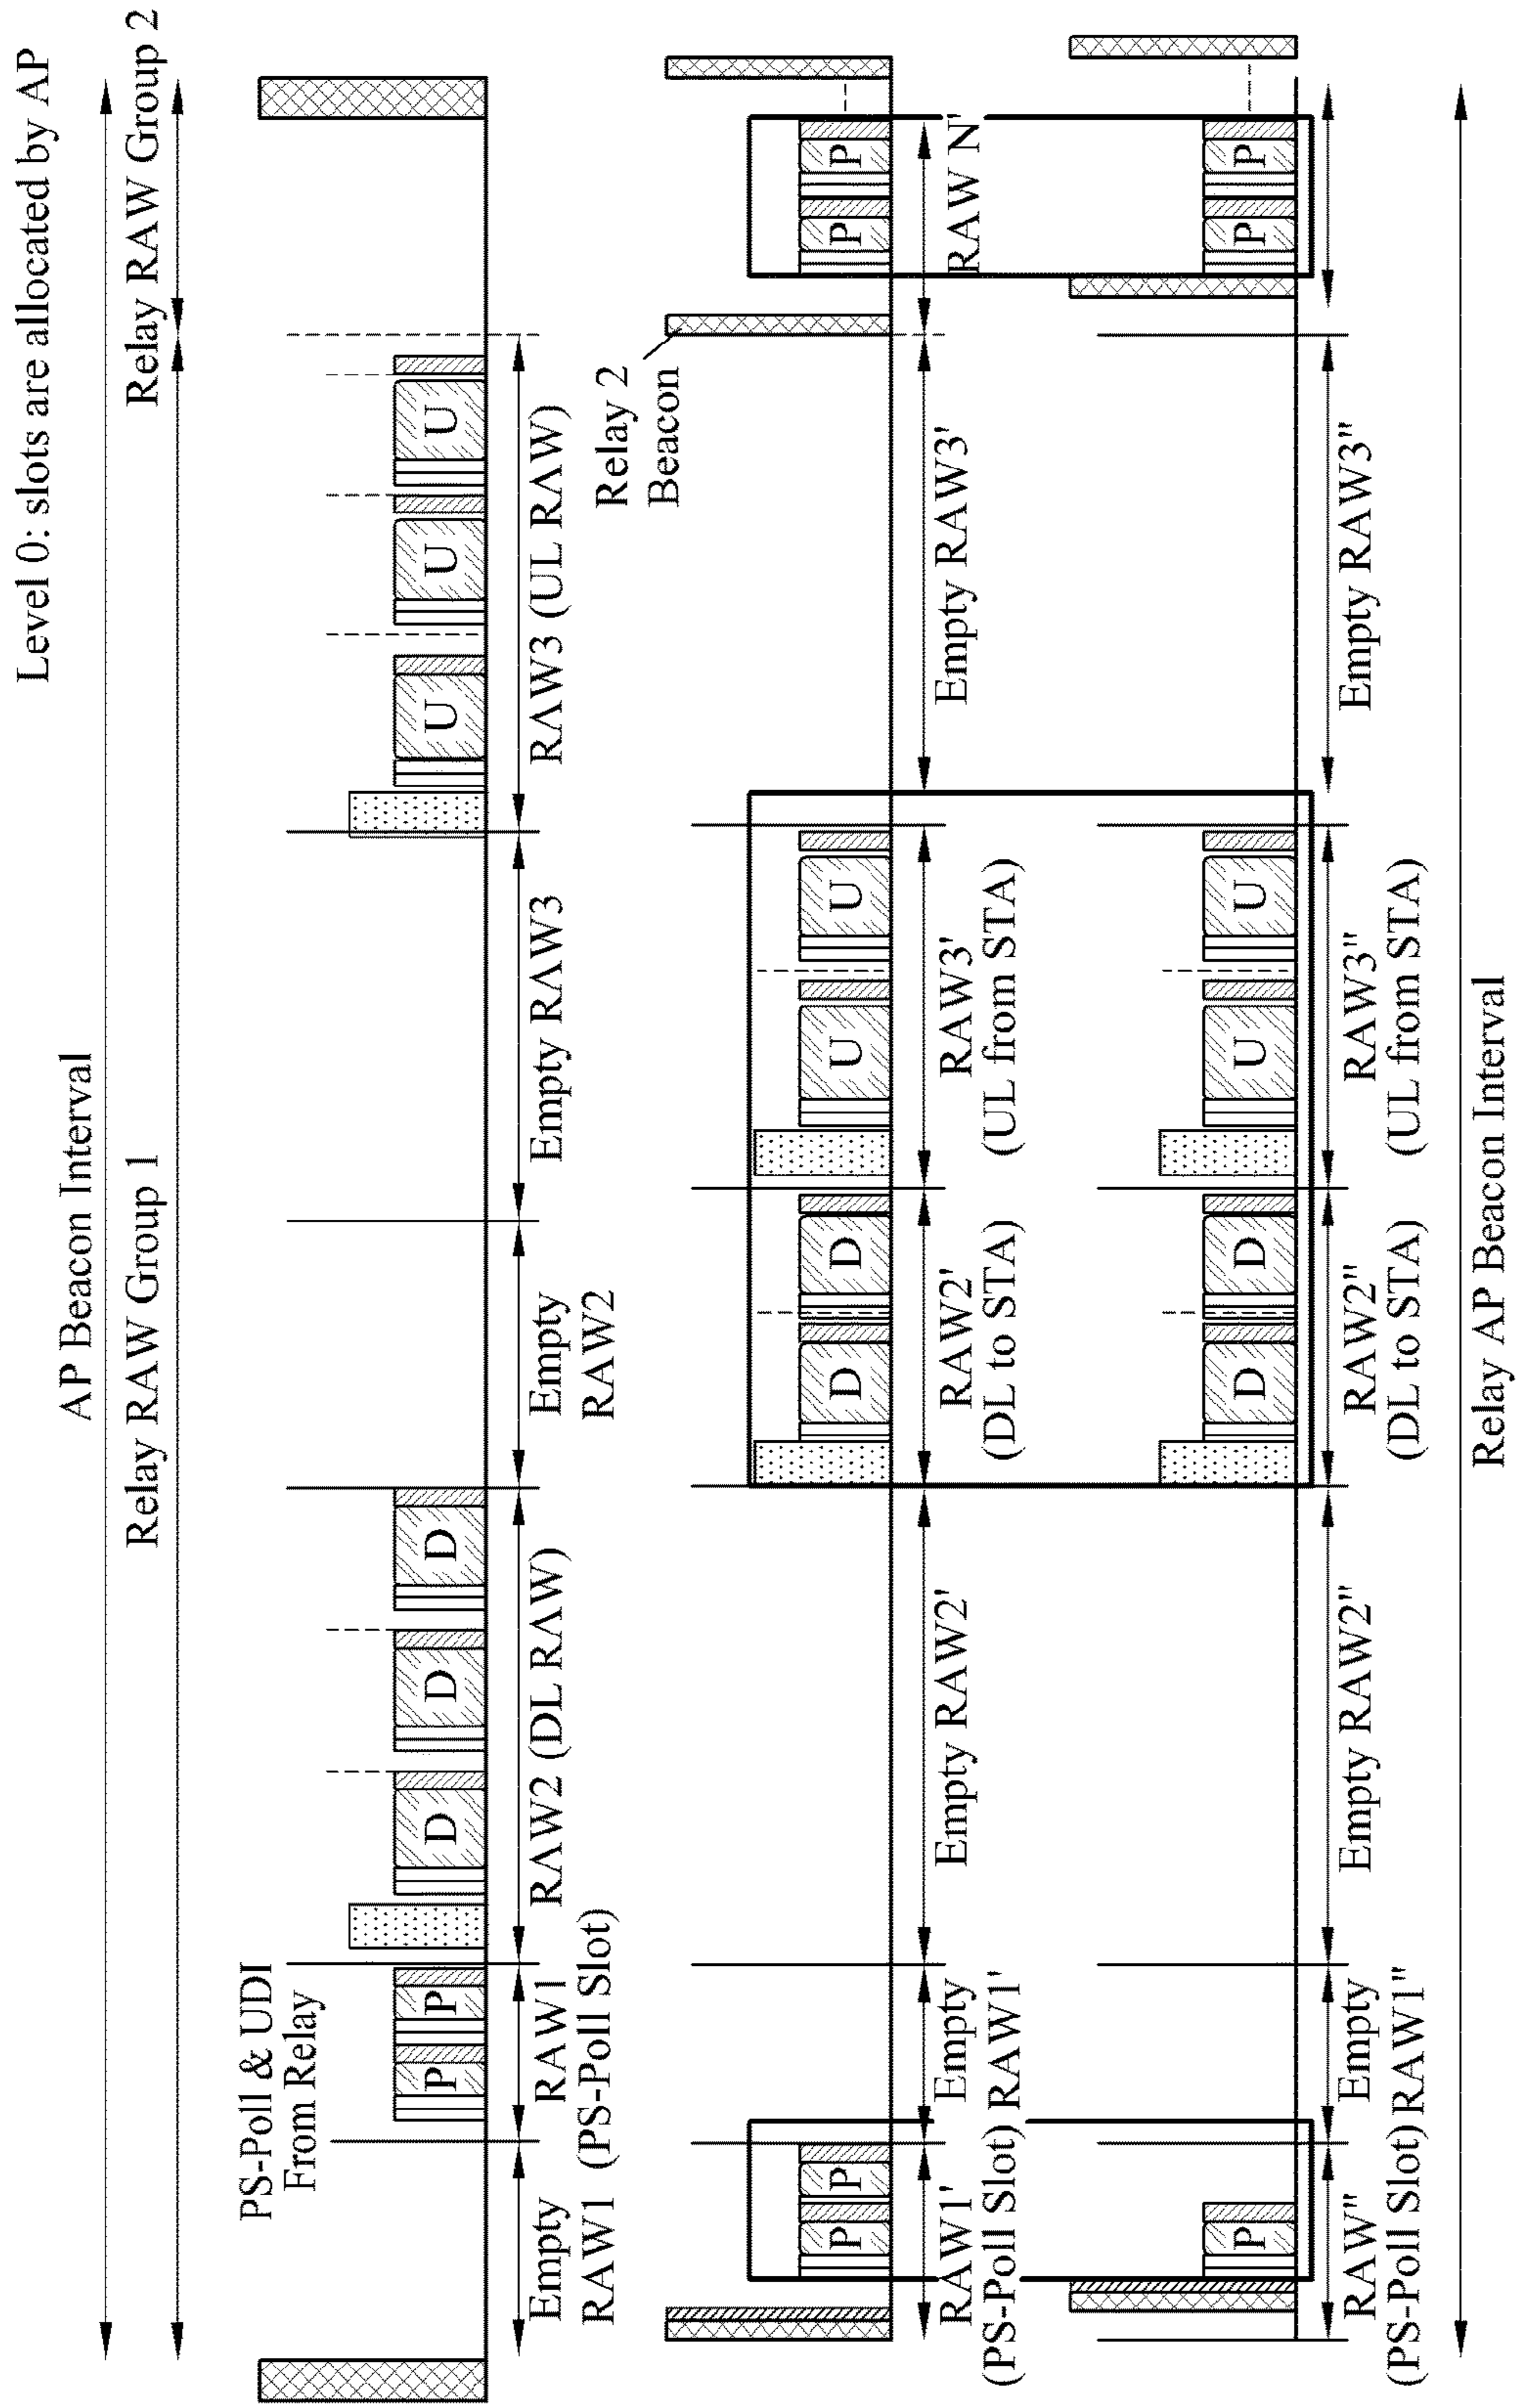 Level 0: slots are allocated by AP
AP Beacon Interval
Relay RAW Group 1
Relay RAW Group 2
PS-Poll & UDI
From Relay
P
P
D
D
D
U
U
U
Empty
RAW1
RAW1
(PS-Poll Slot)
RAW2 (DL RAW)
Empty
RAW2
Empty RAW3
RAW3 (UL RAW)
Relay 2
Beacon
P
P
D
D
U
U
P
P
RAW1'
(PS-Poll Slot)
Empty
RAW1'
Empty RAW2'
RAW2'
(DL to STA)
RAW3'
(UL from STA)
Empty RAW3'
RAW N'
P
D
D
U
U
P
P
RAW"
(PS-Poll Slot)
Empty
RAW1"
Empty RAW2"
RAW2"
(DL to STA)
RAW3"
(UL from STA)
Empty RAW3"
Relay AP Beacon Interval